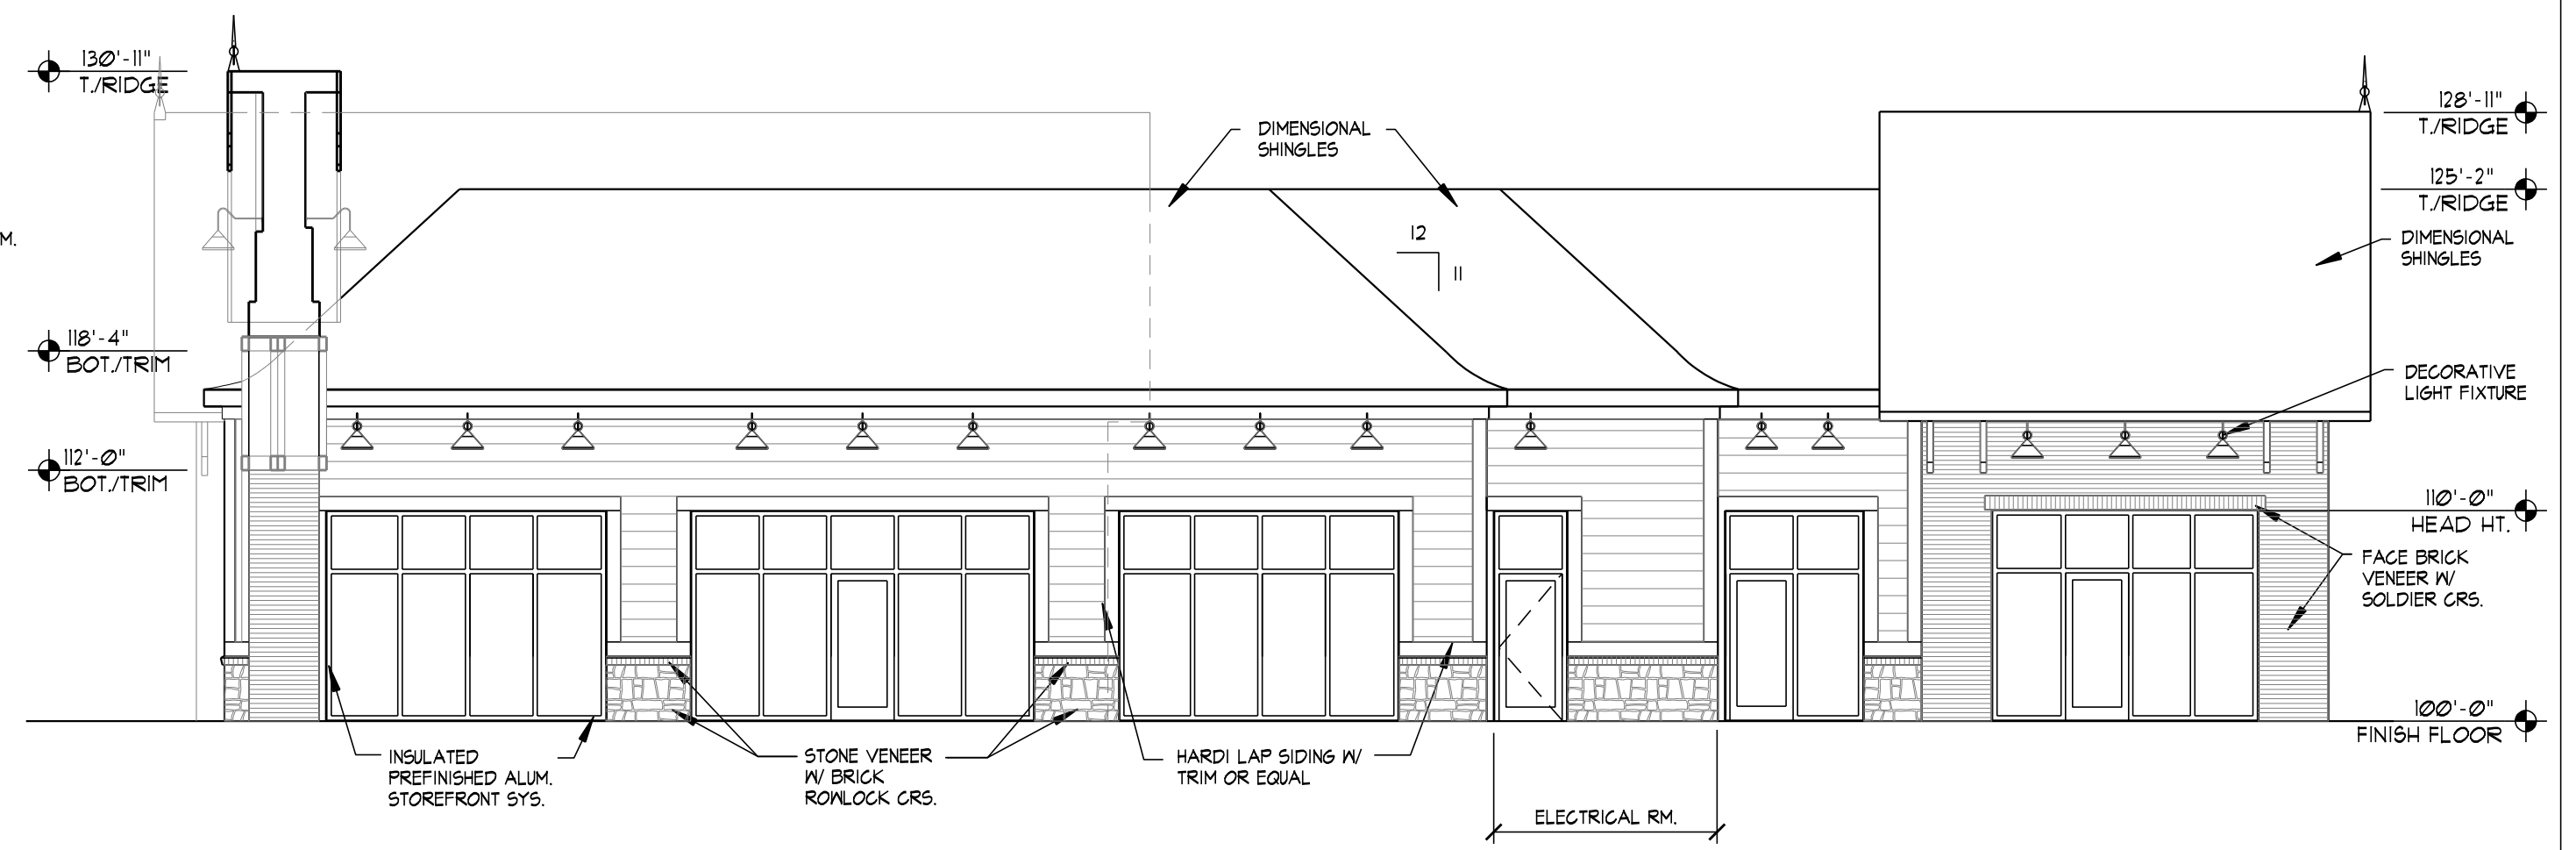 130'-11"
T./RIDGE
M.
118'-4"
BOT./TRIM
112'-0"
BOT./TRIM
DIMENSIONAL
SHINGLES
12
11
128'-11"
T./RIDGE
125'-2"
T./RIDGE
DIMENSIONAL
SHINGLES
DECORATIVE
LIGHT FIXTURE
110'-0"
HEAD HT.
FACE BRICK
VENEER W/
SOLDIER CRS.
100'-0"
FINISH FLOOR
INSULATED
PREFINISHED ALUM.
STOREFRONT SYS.
STONE VENEER
W/ BRICK
ROWLOCK CRS.
HARDI LAP SIDING W/
TRIM OR EQUAL
ELECTRICAL RM.